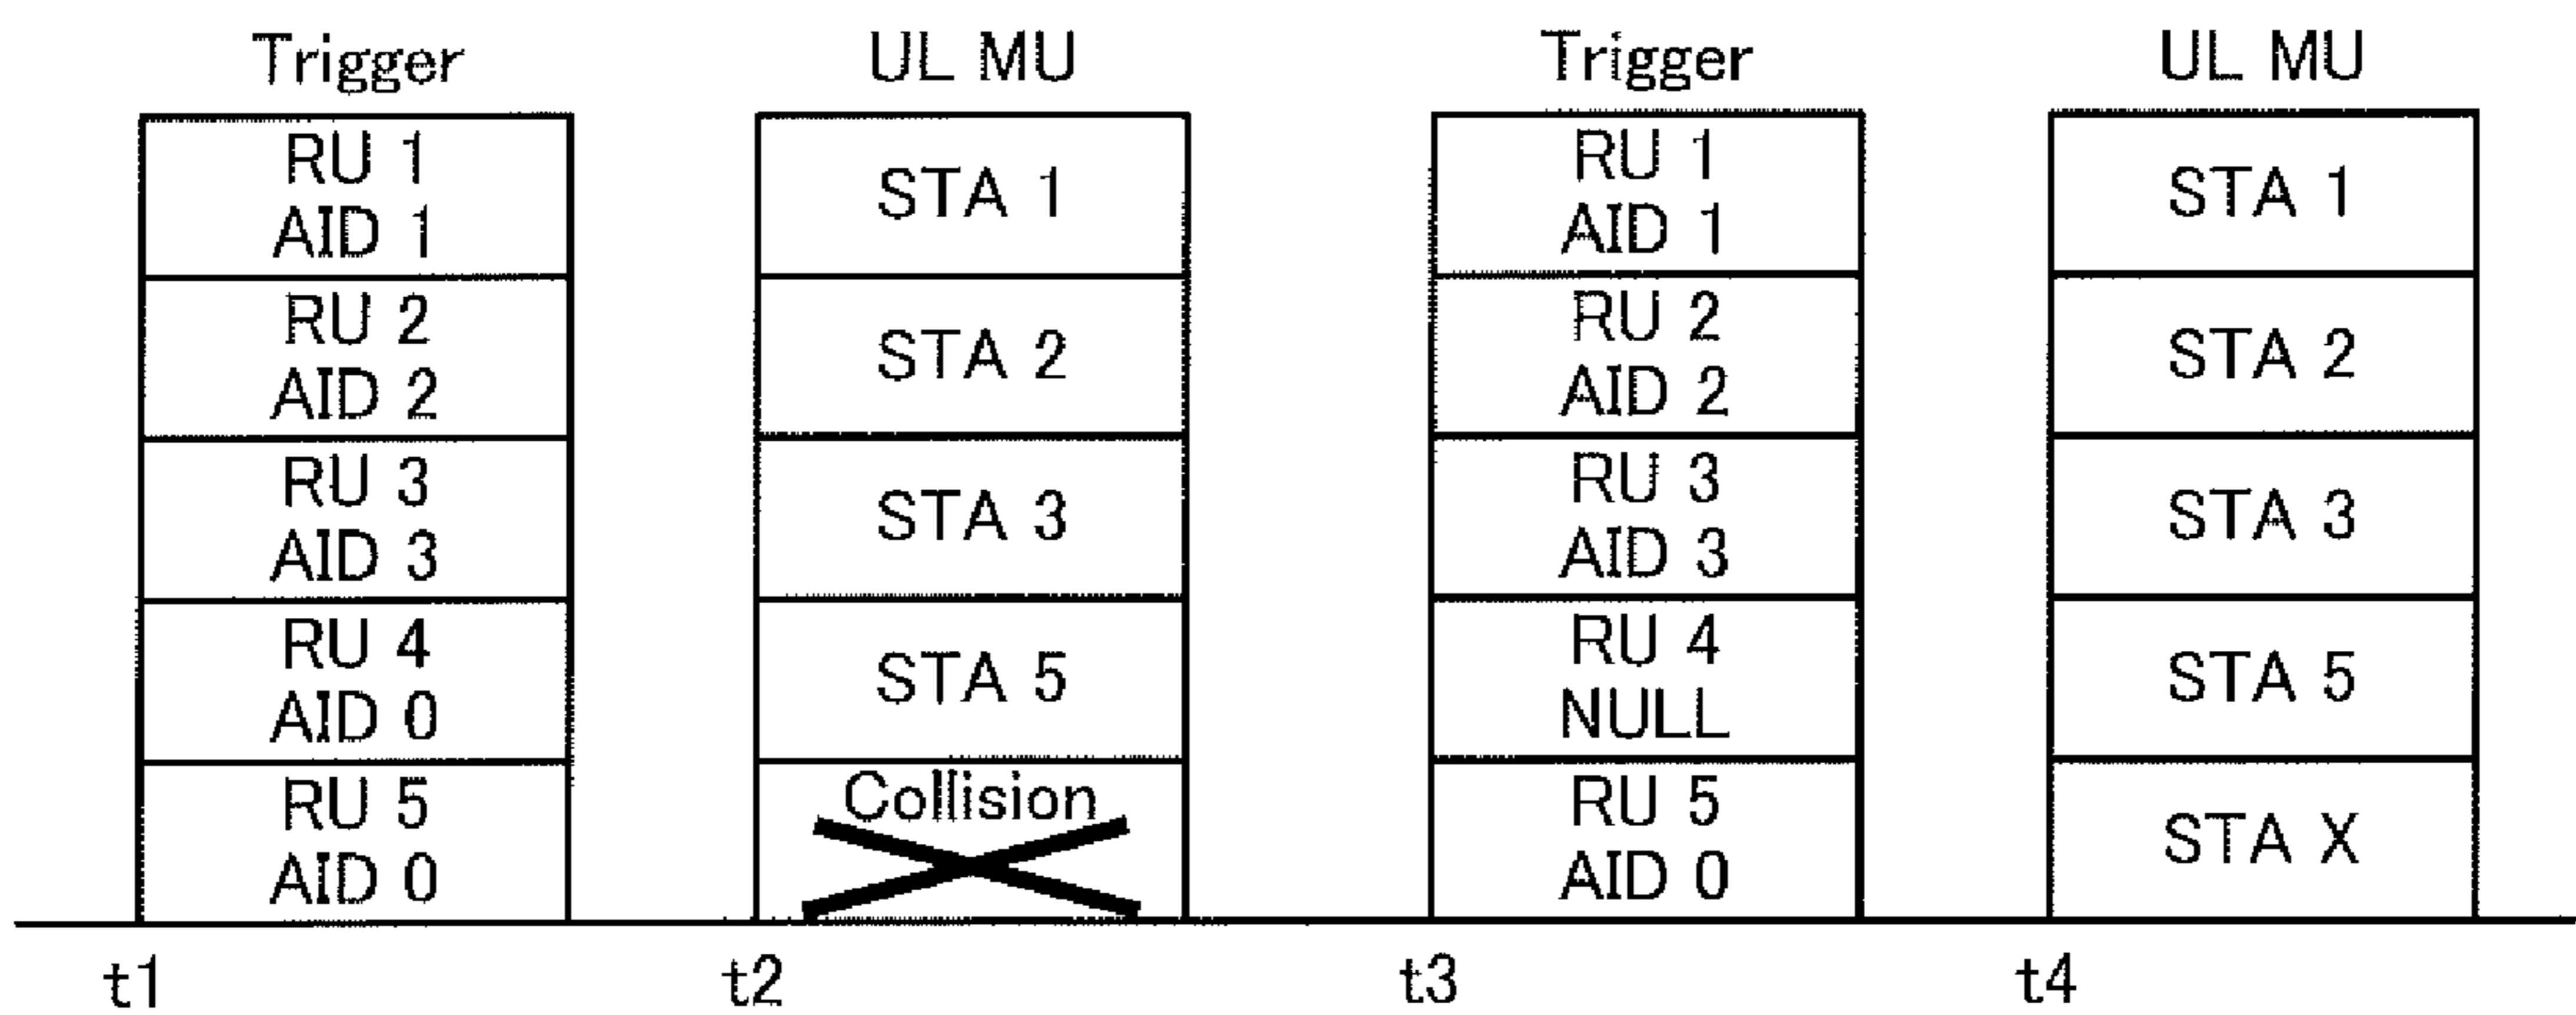 Trigger
RU 1
AID 1
RU 2
AID 2
RU 3
AID 3
RU 4
AID 0
RU 5
AID 0
t1
UL MU
STA 1
STA 2
STA 3
STA 5
Collision
t2
Trigger
RU 1
AID 1
RU 2
AID 2
RU 3
AID 3
RU 4
NULL
RU 5
AID 0
t3
UL MU
STA 1
STA 2
STA 3
STA 5
STA X
t4